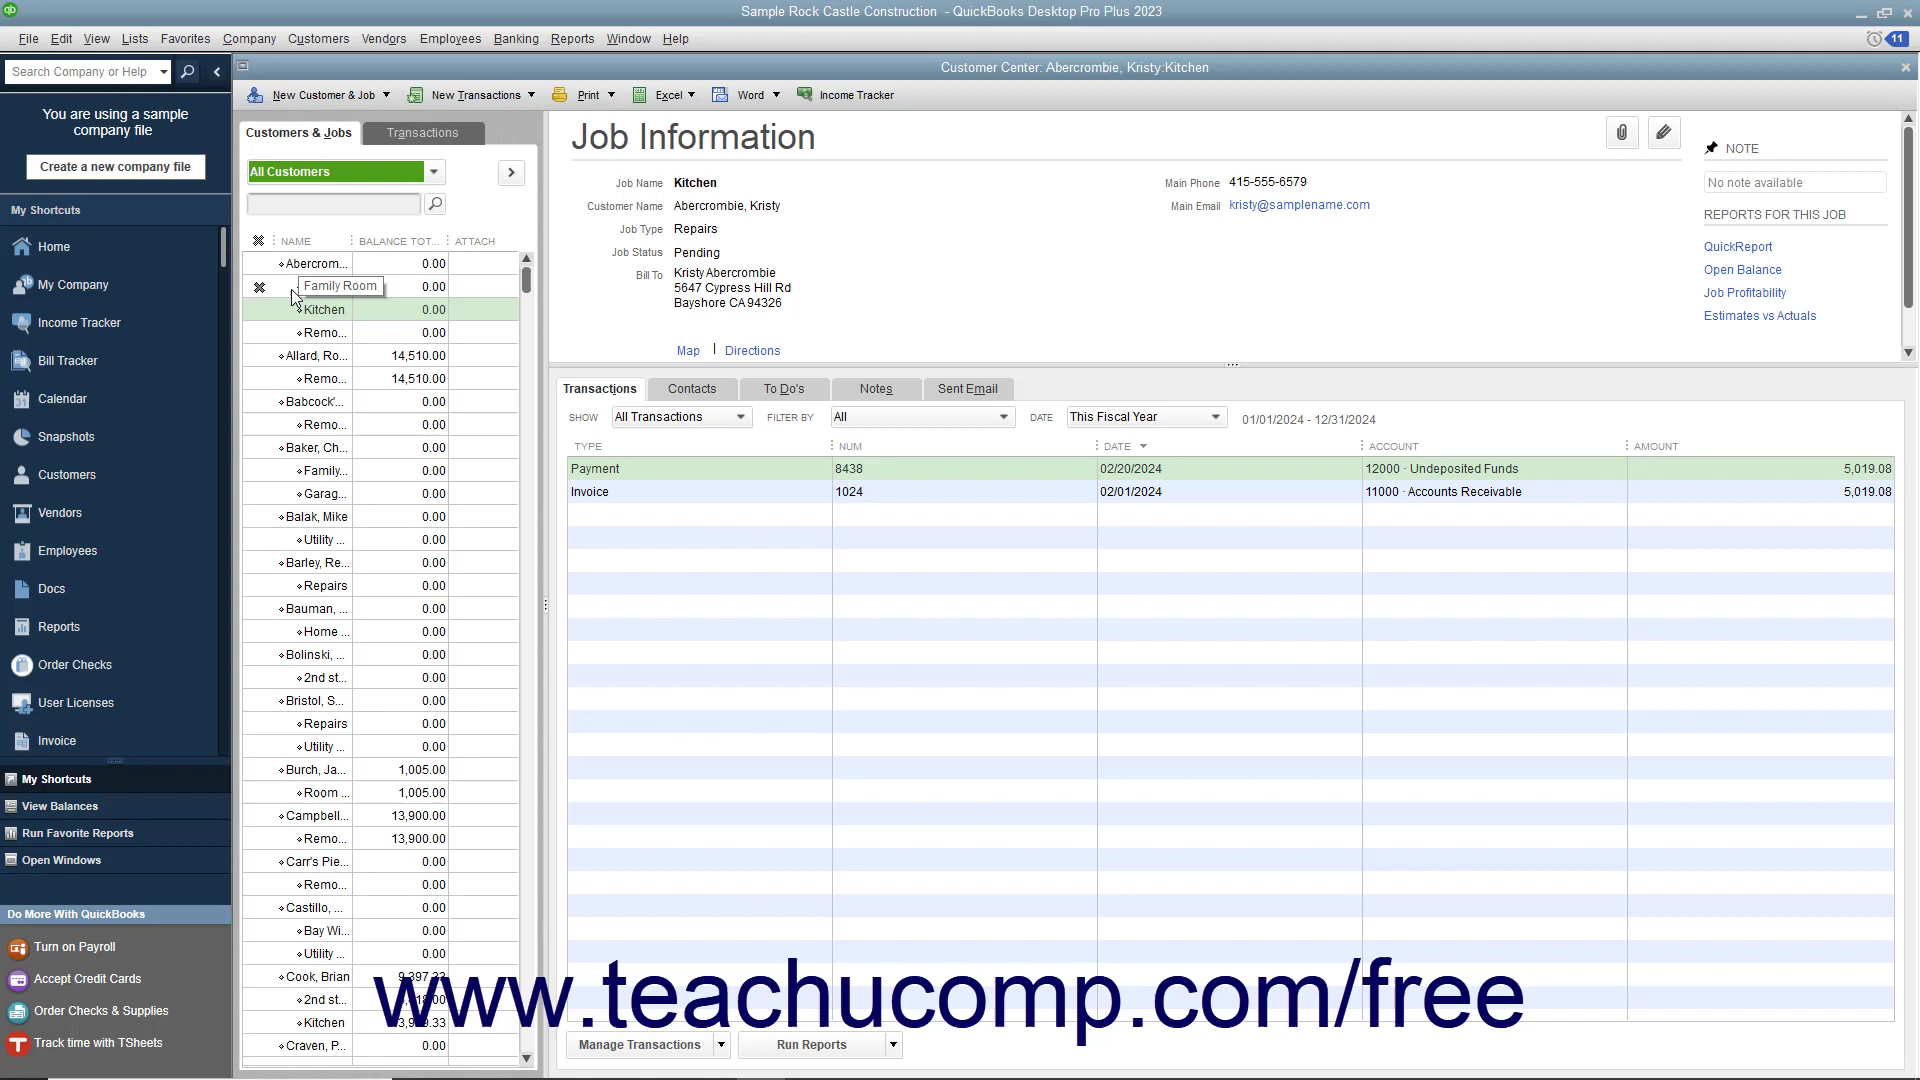 Sample Rock Castle Construction - QuickBooks Desktop Pro Plus 2023
File Edit View Lists Favorites Company Customers Vendors Employees Banking Reports Window Help
11
Search Company or Help
Customer Center: Abercrombie, Kristy:Kitchen
You are using a sample
company file
Create a new company file
My Shortcuts
Home
My Company
Income Tracker
Bill Tracker
Calendar
Snapshots
Customers
Vendors
Employees
Docs
Reports
Order Checks
User Licenses
Invoice
My Shortcuts
View Balances
Run Favorite Reports
Open Windows
Do More With QuickBooks
Turn on Payroll
Accept Credit Cards
Order Checks & Supplies
Track time with TSheets
New Customer & Job New Transactions Print Excel Word Income Tracker
Customers & Jobs Transactions
All Customers
NAME BALANCE TOT... ATTACH
Abercrom... 0.00
Family Room 0.00
Kitchen 0.00
Remo... 0.00
Allard, Ro... 14,510.00
Remo... 14,510.00
Babcock'... 0.00
Remo... 0.00
Baker, Ch... 0.00
Family... 0.00
Garag... 0.00
Balak, Mike 0.00
Utility ... 0.00
Barley, Re... 0.00
Repairs 0.00
Bauman, ... 0.00
Home ... 0.00
Bolinski, ... 0.00
2nd st... 0.00
Bristol, S... 0.00
Repairs 0.00
Utility ... 0.00
Burch, Ja... 1,005.00
Room ... 1,005.00
Campbell... 13,900.00
Remo... 13,900.00
Carr's Pie... 0.00
Remo... 0.00
Castillo, ... 0.00
Bay Wi... 0.00
Utility ... 0.00
Cook, Brian 9,397.33
2nd st...
Kitchen
Craven, P... 0.00
Job Information
Job Name Kitchen
Customer Name Abercrombie, Kristy
Job Type Repairs
Job Status Pending
Bill To Kristy Abercrombie
5647 Cypress Hill Rd
Bayshore CA 94326
Map | Directions
Main Phone 415-555-6579
Main Email kristy@samplename.com
NOTE
No note available
REPORTS FOR THIS JOB
QuickReport
Open Balance
Job Profitability
Estimates vs Actuals
Transactions Contacts To Do's Notes Sent Email
SHOW All Transactions FILTER BY All DATE This Fiscal Year 01/01/2024 - 12/31/2024
TYPE NUM DATE ACCOUNT AMOUNT
Payment 8438 02/20/2024 12000 · Undeposited Funds 5,019.08
Invoice 1024 02/01/2024 11000 · Accounts Receivable 5,019.08
www.teachucomp.com/free
Manage Transactions Run Reports